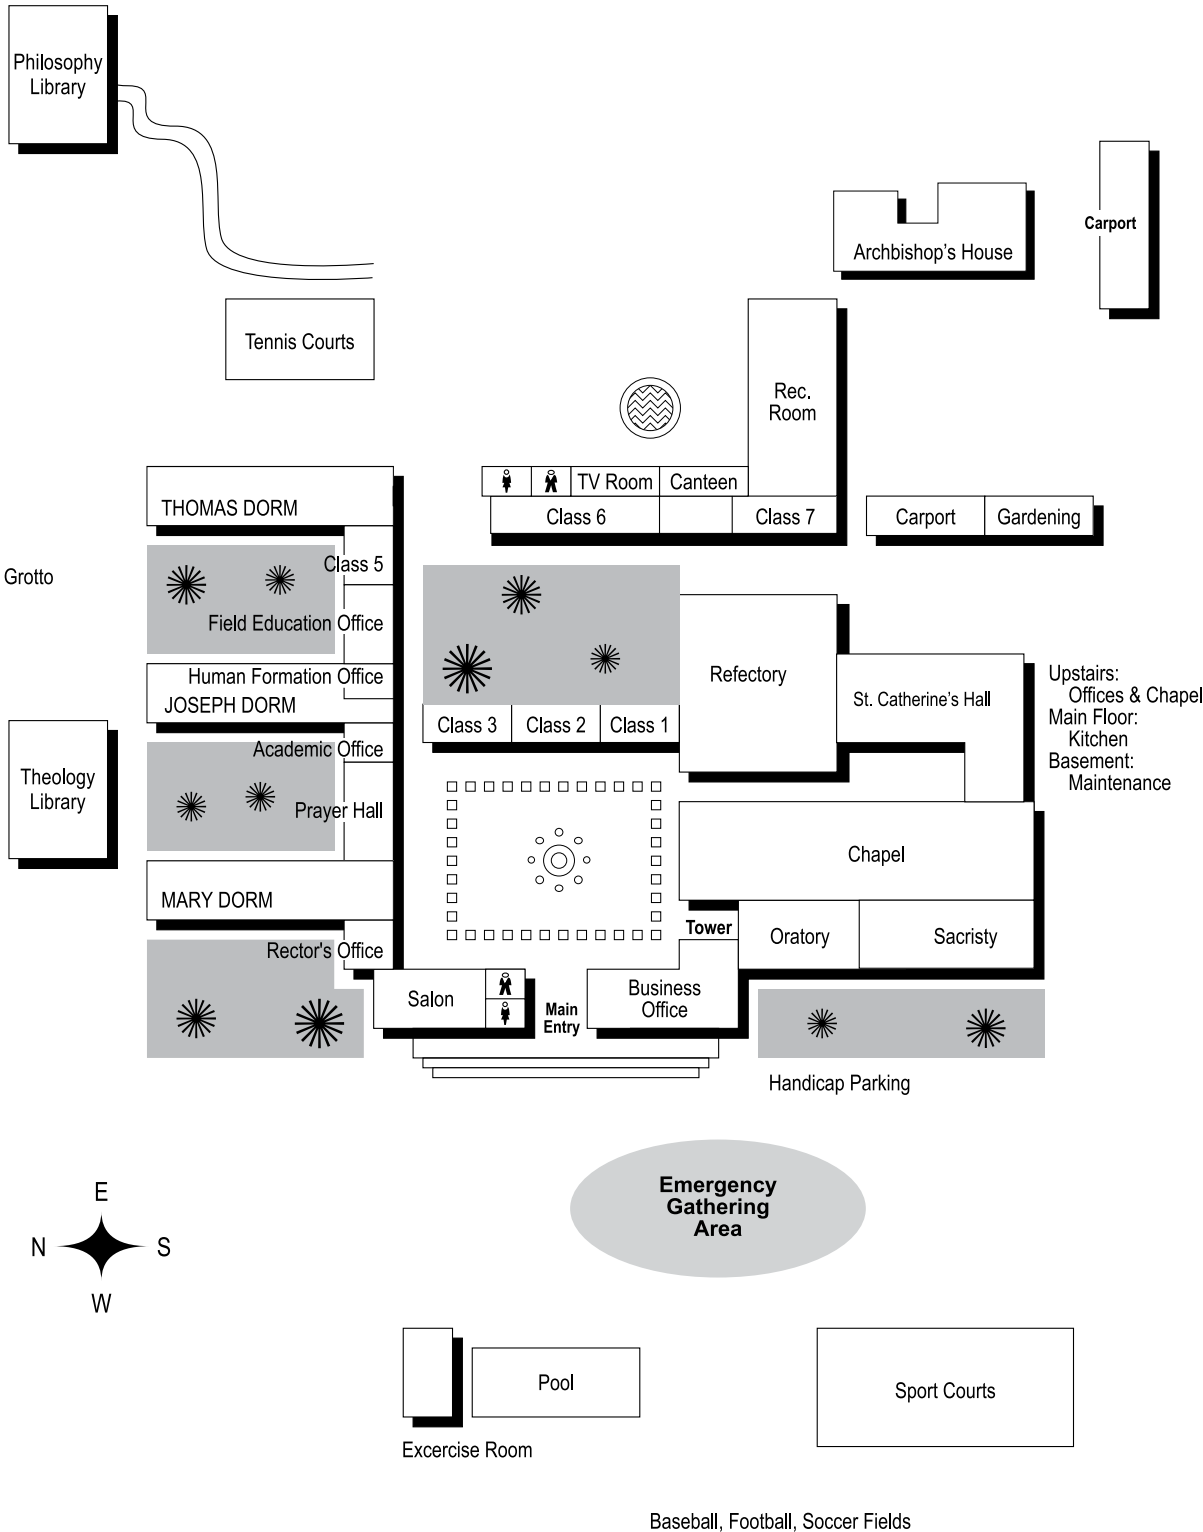 Philosophy
Library
Carport
Archbishop's House
Tennis Courts
Rec.
Room
TV Room
Canteen
THOMAS DORM
Class 6
Class 7
Carport
Gardening
Class 5
Grotto
Field Education Office
Human Formation Office
JOSEPH DORM
Refectory
St. Catherine's Hall
Upstairs:
Offices & Chapel
Main Floor:
Kitchen
Basement:
Maintenance
Class 3
Class 2
Class 1
Academic Office
Theology
Library
Prayer Hall
Chapel
MARY DORM
Tower
Oratory
Sacristy
Rector's Office
Salon
Main
Entry
Business
Office
Handicap Parking
Emergency
Gathering
Area
E
N
S
W
Pool
Sport Courts
Excercise Room
Baseball, Football, Soccer Fields